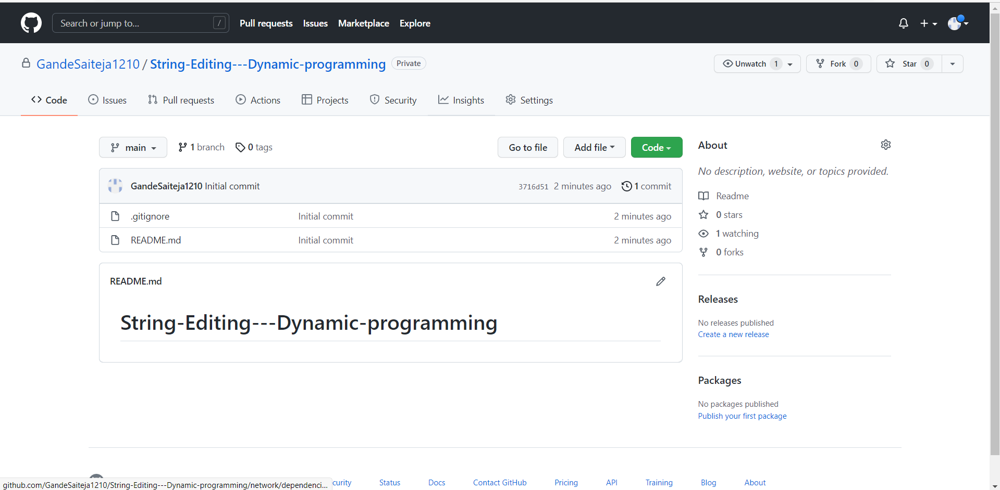 Search or jump to... / Pull requests Issues Marketplace Explore
GandeSaiteja1210 / String-Editing---Dynamic-programming Private Unwatch 1 Fork 0 Star 0
Code Issues Pull requests Actions Projects Security Insights Settings
main 1 branch 0 tags Go to file Add file Code
GandeSaiteja1210 Initial commit 3716d51 2 minutes ago 1 commit
.gitignore Initial commit 2 minutes ago
README.md Initial commit 2 minutes ago
README.md
String-Editing---Dynamic-programming
About
No description, website, or topics provided.
Readme
0 stars
1 watching
0 forks
Releases
No releases published
Create a new release
Packages
No packages published
Publish your first package
curity Status Docs Contact GitHub Pricing API Training Blog About
github.com/GandeSaiteja1210/String-Editing---Dynamic-programming/network/dependenci...